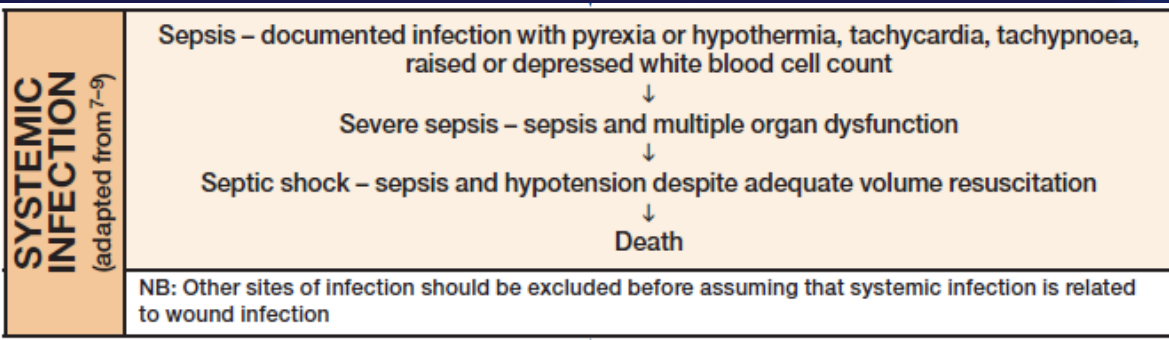 SYSTEMIC
INFECTION
(adapted from7–9)
Sepsis – documented infection with pyrexia or hypothermia, tachycardia, tachypnoea,
raised or depressed white blood cell count
↓
Severe sepsis – sepsis and multiple organ dysfunction
↓
Septic shock – sepsis and hypotension despite adequate volume resuscitation
↓
Death
NB: Other sites of infection should be excluded before assuming that systemic infection is related
to wound infection